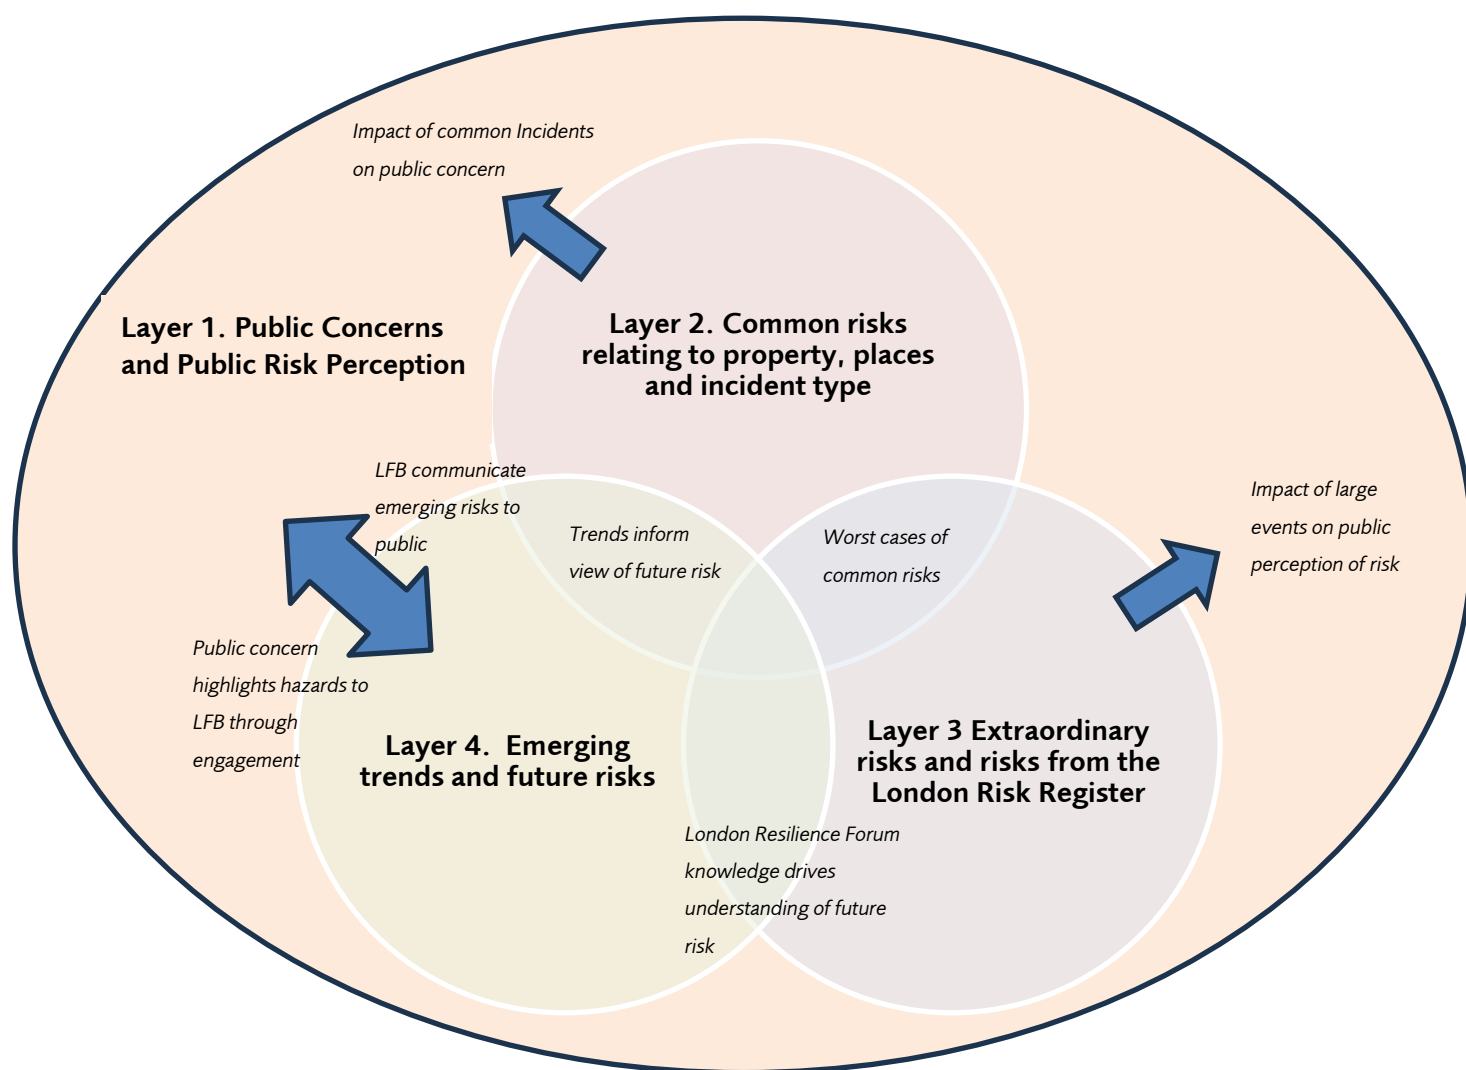 Impact of common Incidents
on public concern
Layer 1. Public Concerns
and Public Risk Perception
Layer 2. Common risks
relating to property, places
and incident type
LFB communicate
emerging risks to
public
Trends inform
view of future risk
Worst cases of
common risks
Impact of large
events on public
perception of risk
Public concern
highlights hazards to
LFB through
engagement
Layer 4. Emerging
trends and future risks
Layer 3 Extraordinary
risks and risks from the
London Risk Register
London Resilience Forum
knowledge drives
understanding of future
risk